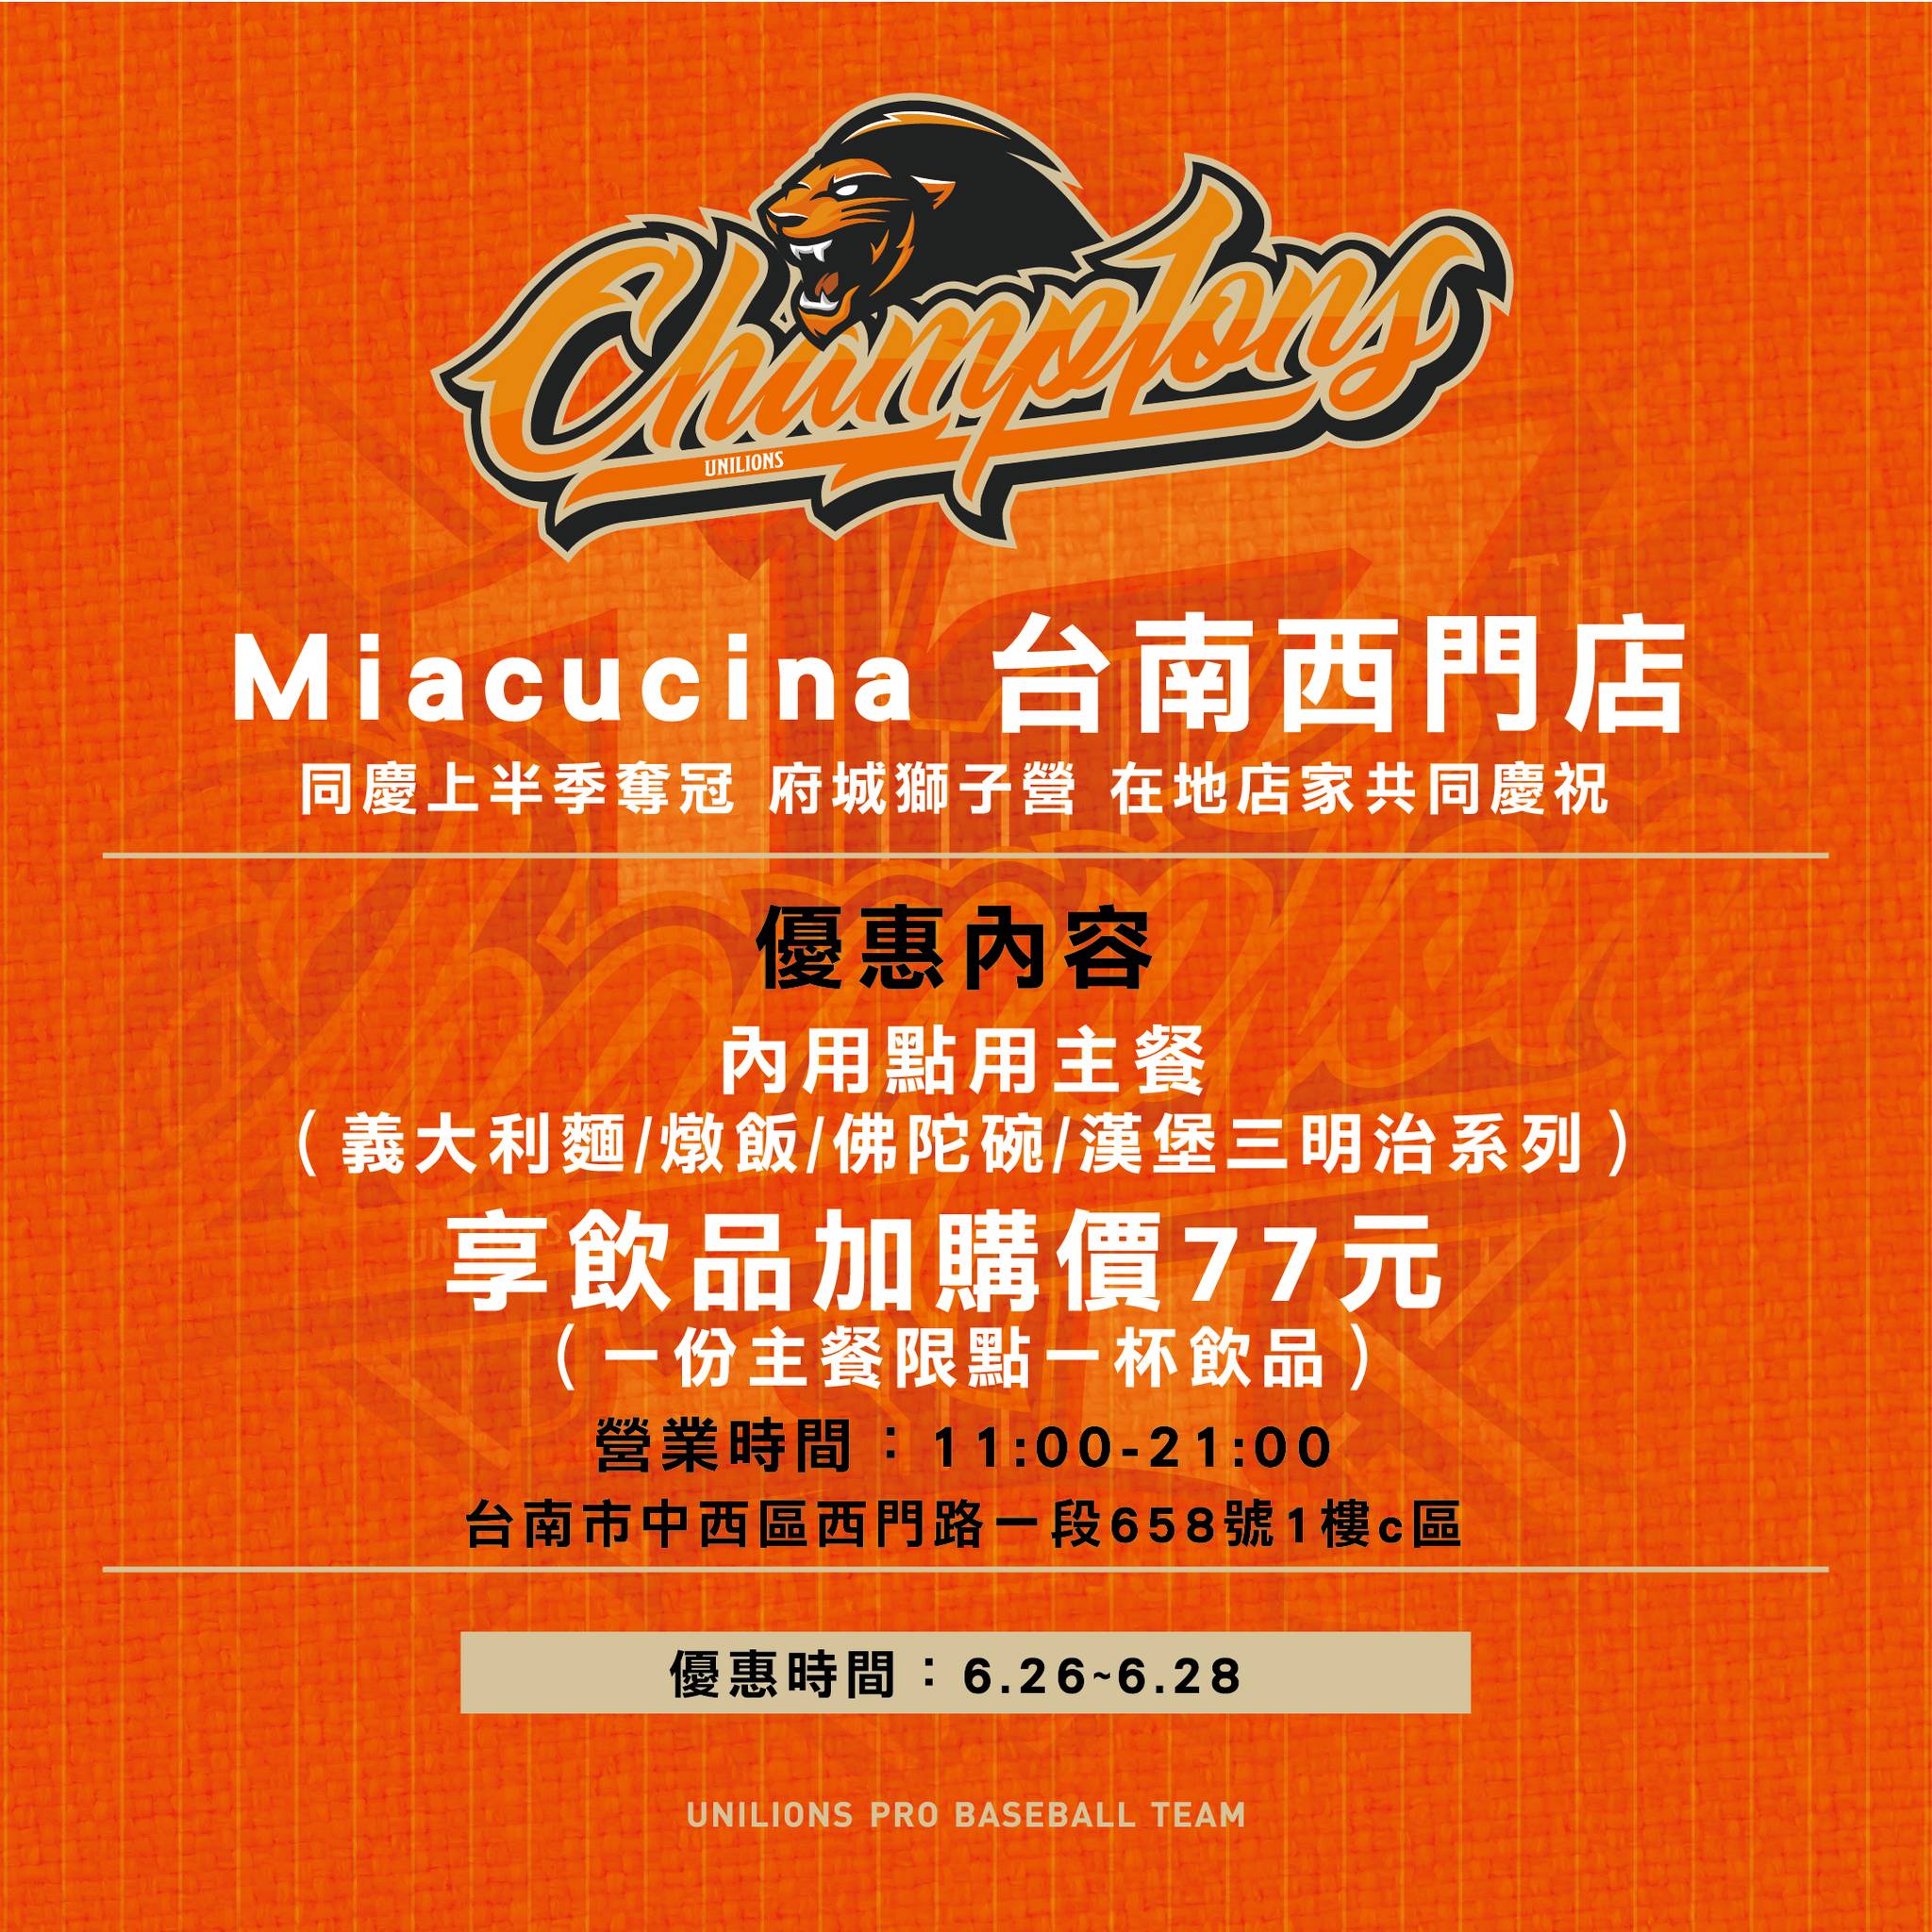 Champ1ons
UNILIONS
Miacucina 台南西門店
同慶上半季奪冠 府城獅子營 在地店家共同慶祝
優惠內容
內用點用主餐
（義大利麵/燉飯/佛陀碗/漢堡三明治系列）
享飲品加購價77元
（一份主餐限點一杯飲品）
營業時間：11:00-21:00
台南市中西區西門路一段658號1樓c區
優惠時間：6.26~6.28
UNILIONS PRO BASEBALL TEAM